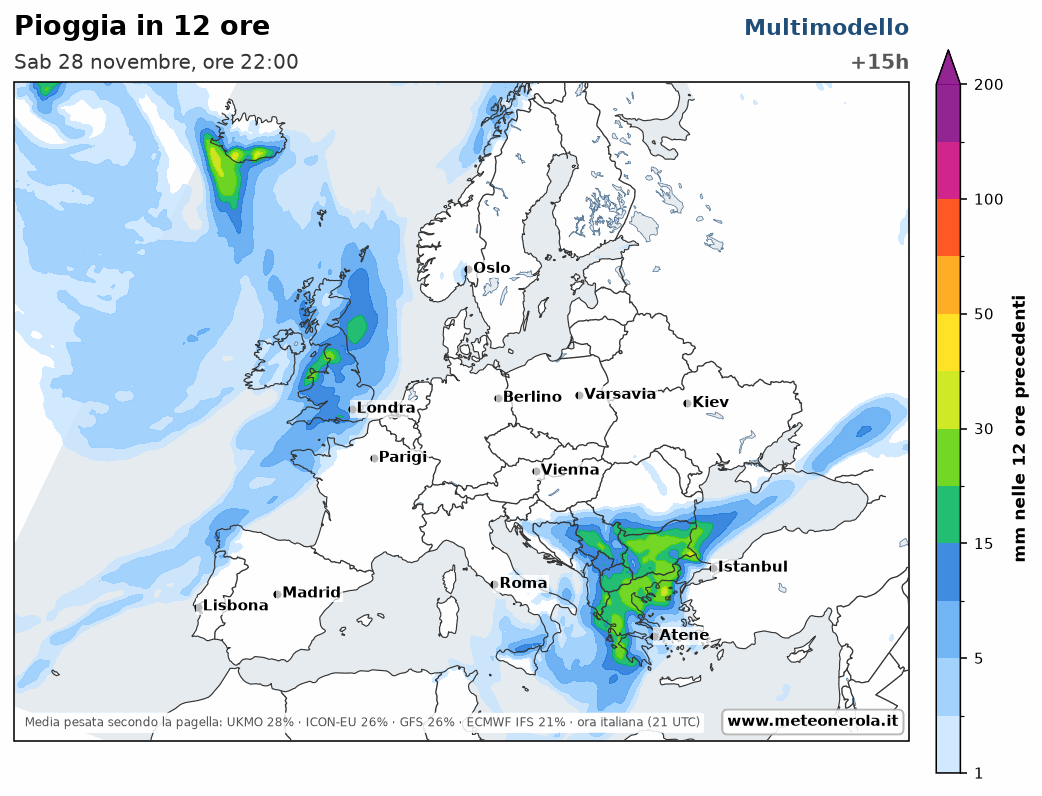 Pioggia in 12 ore
Multimodello
Sab 28 novembre, ore 22:00
+15h
200
100
50
30
15
5
1
mm nelle 12 ore precedenti
Oslo
Berlino
Varsavia
Kiev
Londra
Parigi
Vienna
Istanbul
Roma
Madrid
Lisbona
Atene
Media pesata secondo la pagella: UKMO 28% · ICON-EU 26% · GFS 26% · ECMWF IFS 21% · ora italiana (21 UTC)
www.meteonerola.it